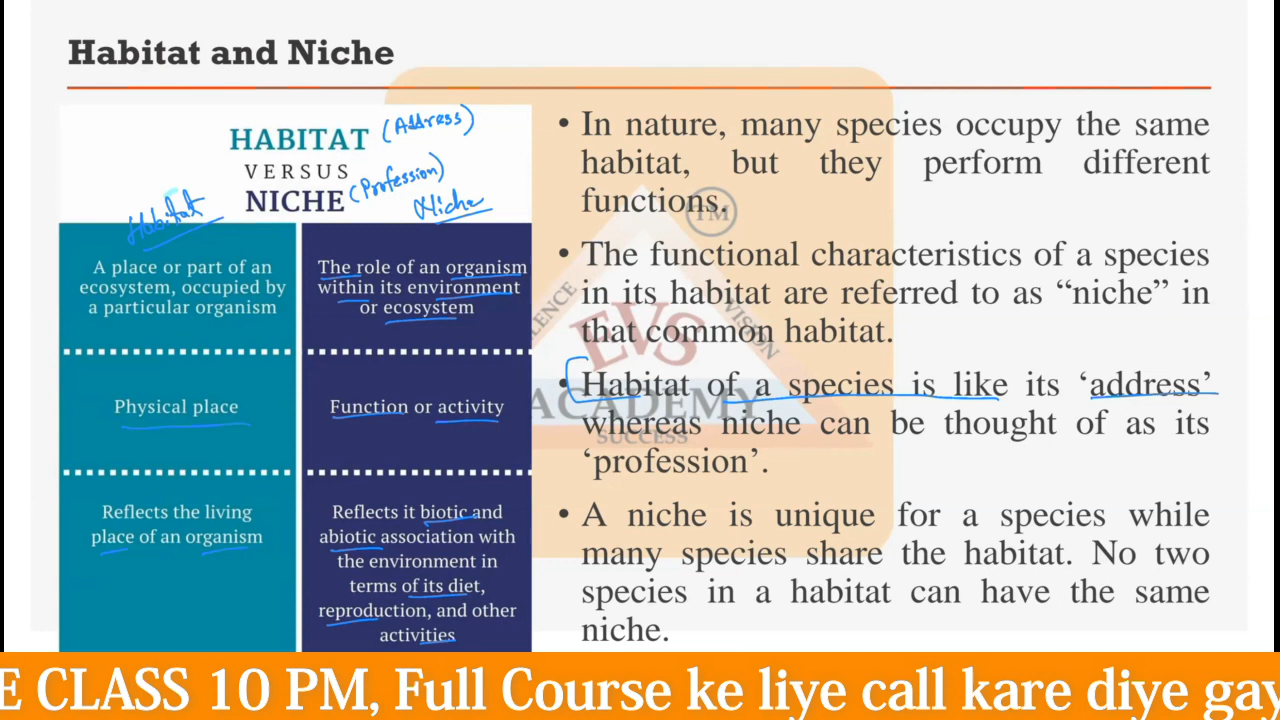 Habitat and Niche
HABITAT (Address)
VERSUS
NICHE (Profession)
Habitat
Niche
A place or part of an
ecosystem, occupied by
a particular organism
The role of an organism
within its environment
or ecosystem
Physical place
Function or activity
Reflects the living
place of an organism
Reflects it biotic and
abiotic association with
the environment in
terms of its diet,
reproduction, and other
activities
• In nature, many species occupy the same
habitat, but they perform different
functions.
• The functional characteristics of a species
in its habitat are referred to as “niche” in
that common habitat.
• Habitat of a species is like its ‘address’
whereas niche can be thought of as its
‘profession’.
• A niche is unique for a species while
many species share the habitat. No two
species in a habitat can have the same
niche.
TM
VISION
EVS
ACADEMY
SUCCESS
E CLASS 10 PM, Full Course ke liye call kare diye gay